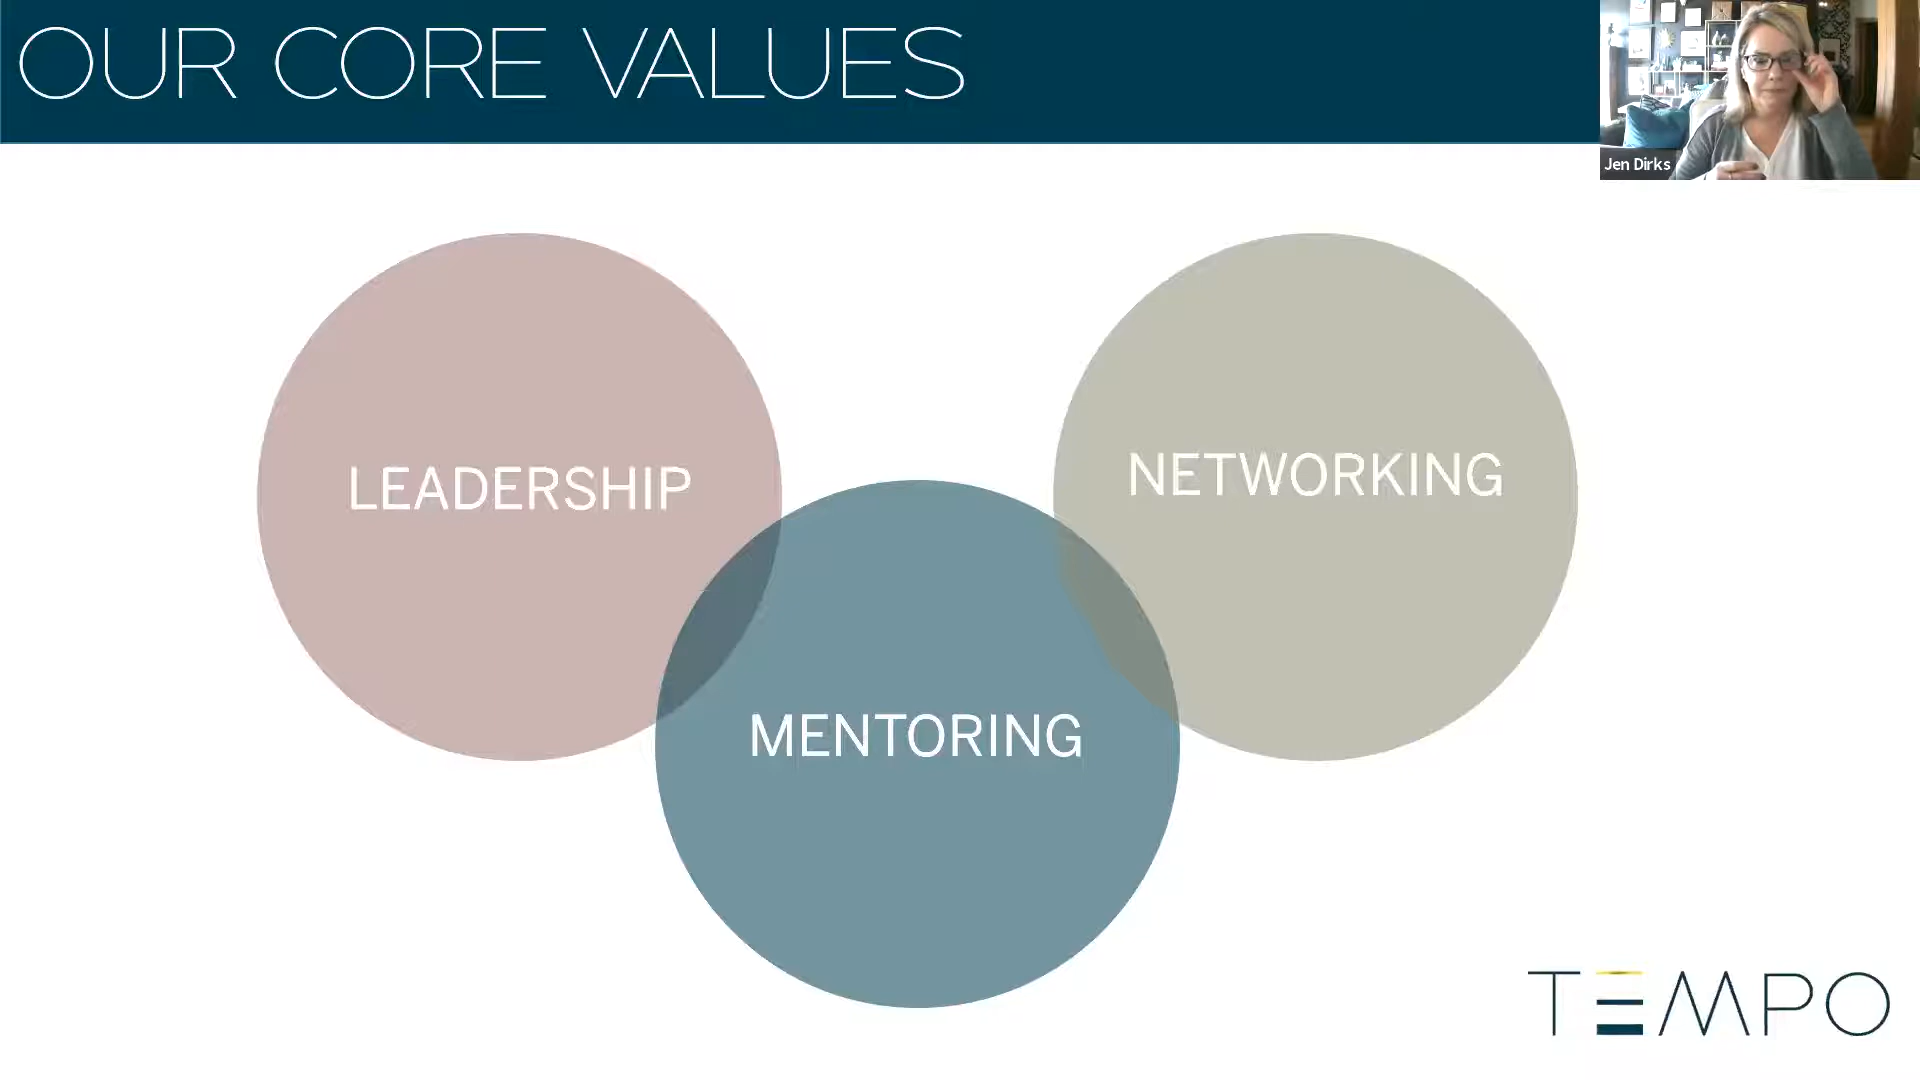 OUR CORE VALUES
Jen Dirks
LEADERSHIP
NETWORKING
MENTORING
TEMPO